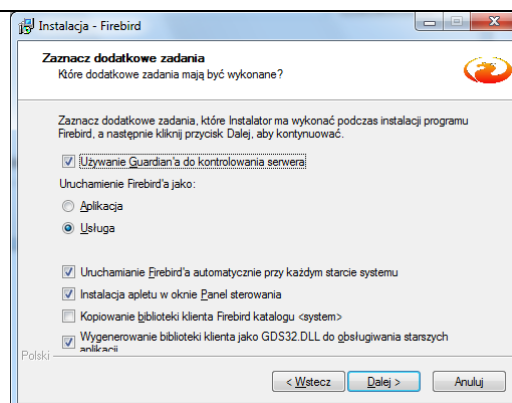 Instalacja - Firebird
Zaznacz dodatkowe zadania
Które dodatkowe zadania mają być wykonane?
Zaznacz dodatkowe zadania, które Instalator ma wykonać podczas instalacji programu
Firebird, a następnie kliknij przycisk Dalej, aby kontynuować.
Używanie Guardian'a do kontrolowania serwera
Uruchamienie Firebird'a jako:
Aplikacja
Usługa
Uruchamianie Firebird'a automatycznie przy każdym starcie systemu
Instalacja apletu w oknie Panel sterowania
Kopiowanie biblioteki klienta Firebird katalogu <system>
Wygenerowanie biblioteki klienta jako GDS32.DLL do obsługiwania starszych
aplikacji
Polski
< Wstecz Dalej > Anuluj